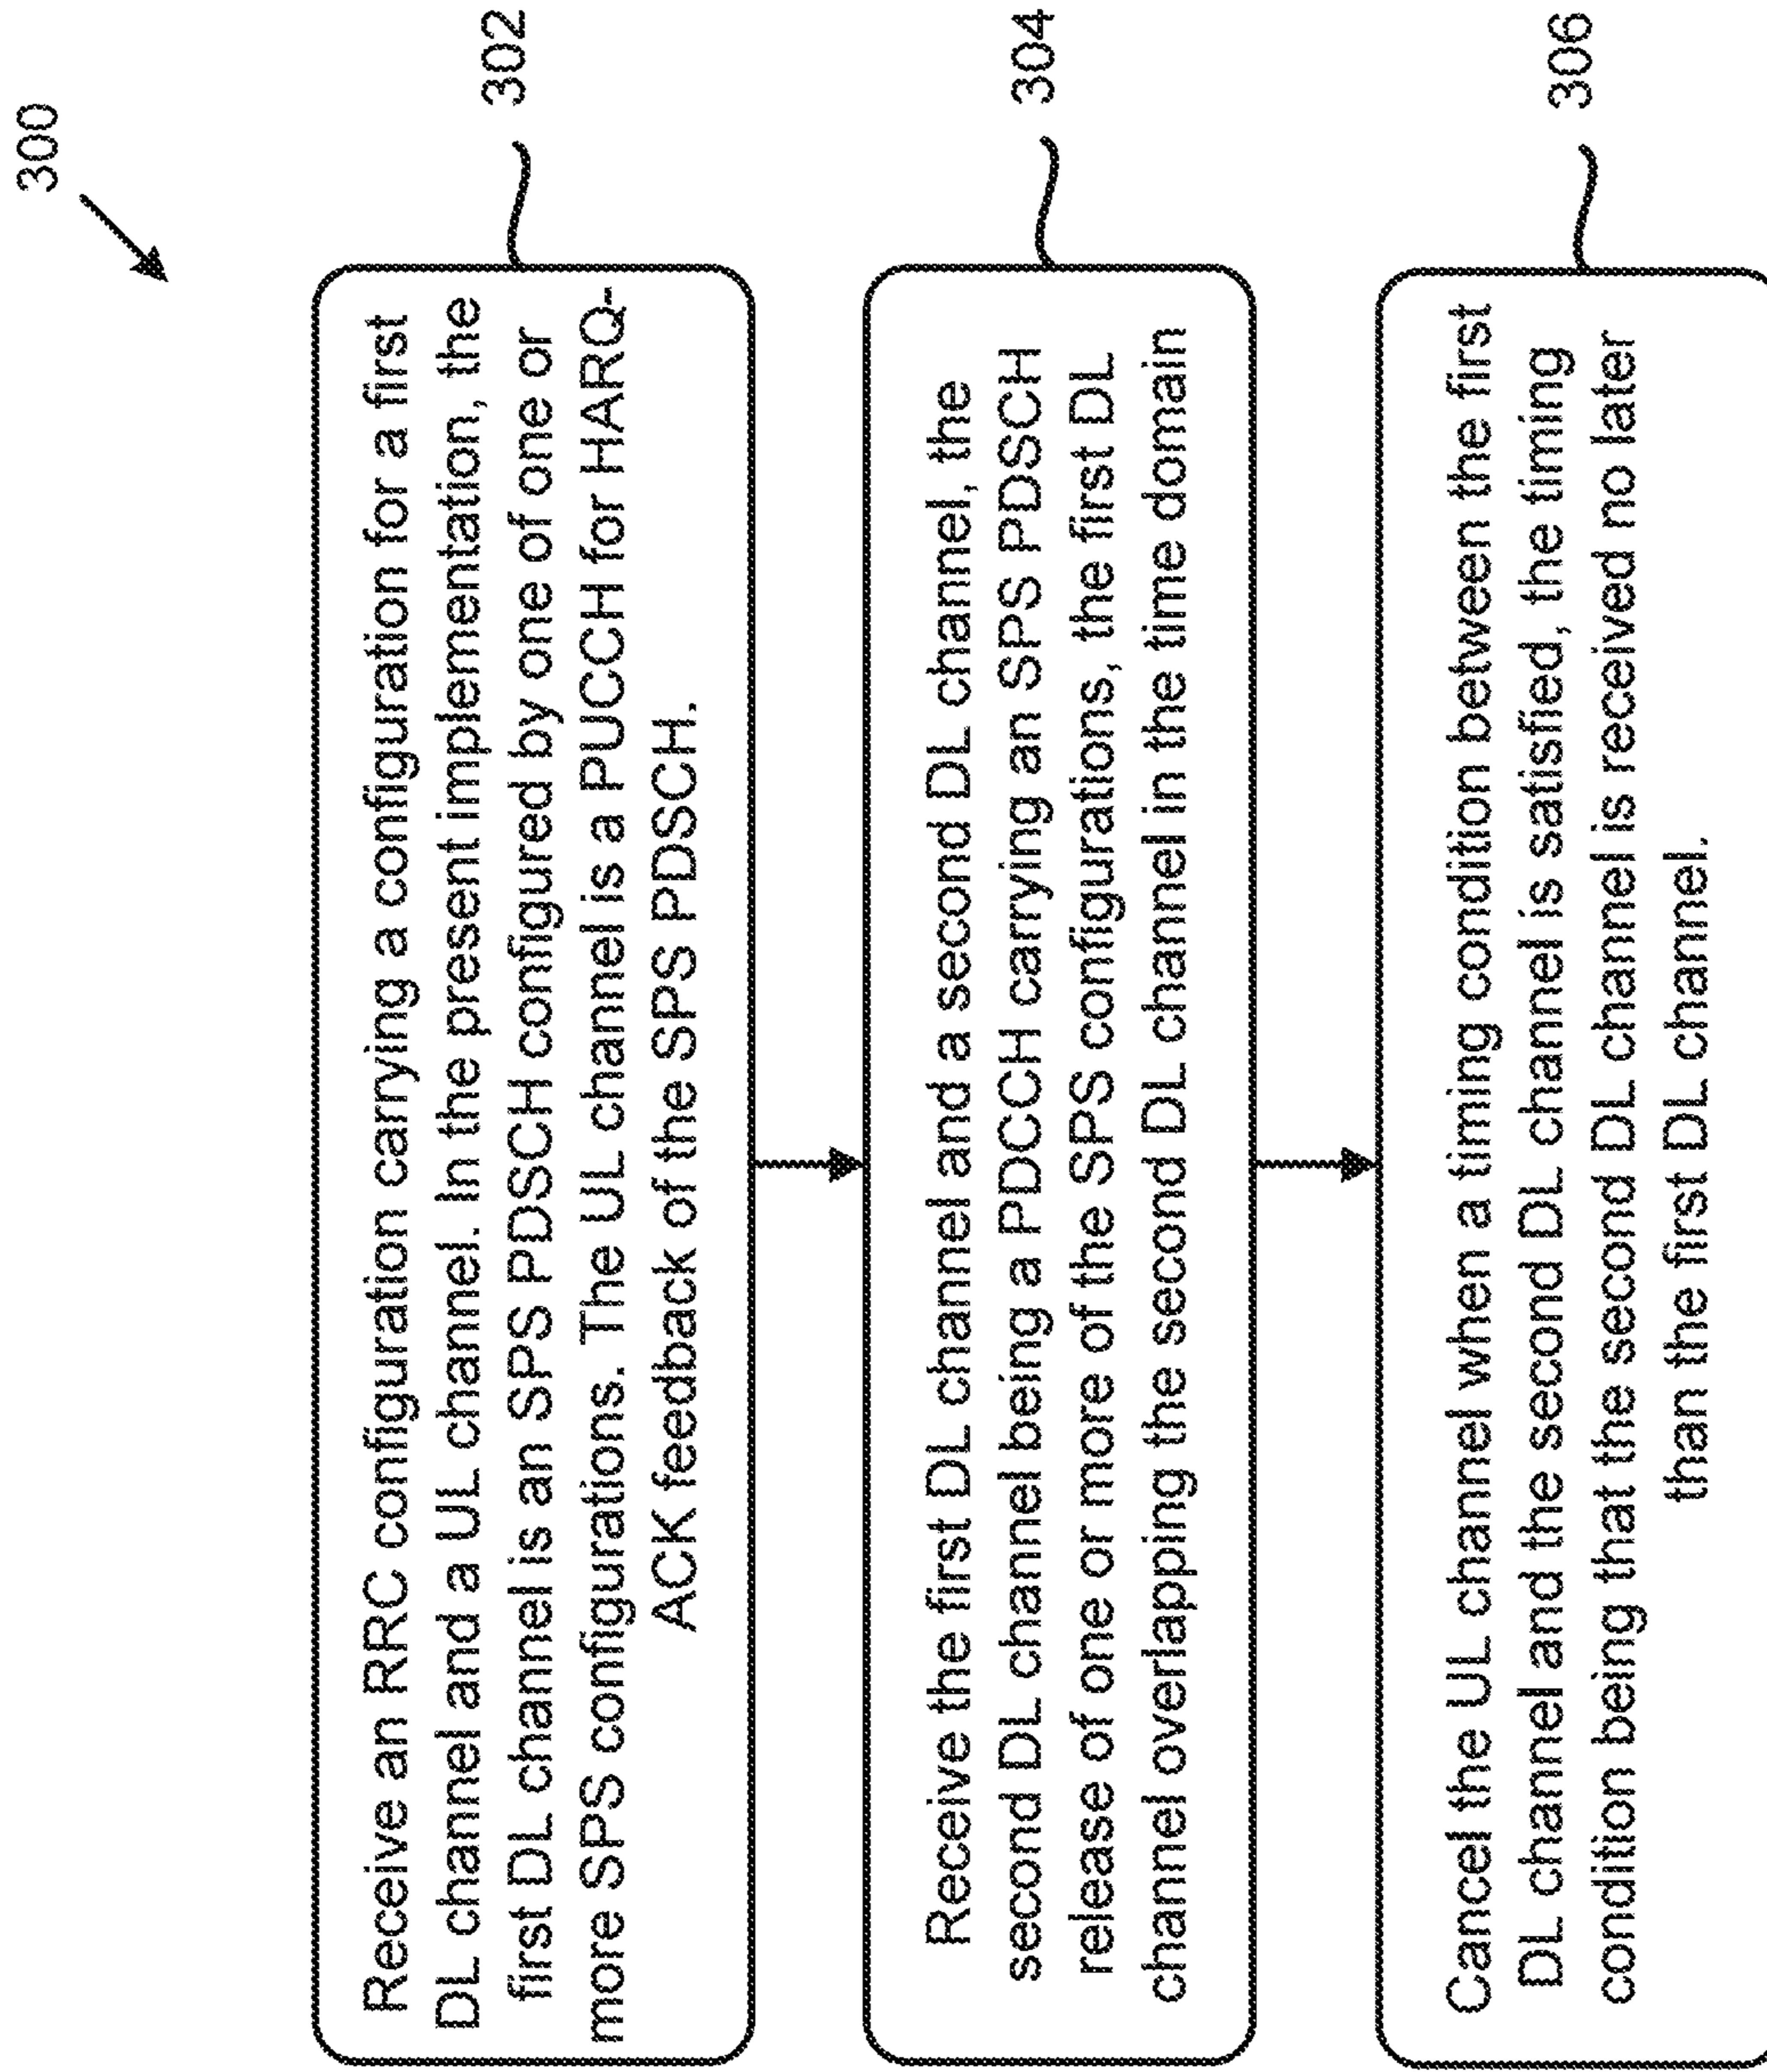 300
Receive an RRC configuration carrying a configuration for a first
DL channel and a UL channel. In the present implementation, the
first DL channel is an SPS PDSCH configured by one of one or
more SPS configurations. The UL channel is a PUCCH for HARQ-
ACK feedback of the SPS PDSCH.
302
Receive the first DL channel and a second DL channel, the
second DL channel being a PDCCH carrying an SPS PDSCH
release of one or more of the SPS configurations, the first DL
channel overlapping the second DL channel in the time domain
304
Cancel the UL channel when a timing condition between the first
DL channel and the second DL channel is satisfied, the timing
condition being that the second DL channel is received no later
than the first DL channel.
306